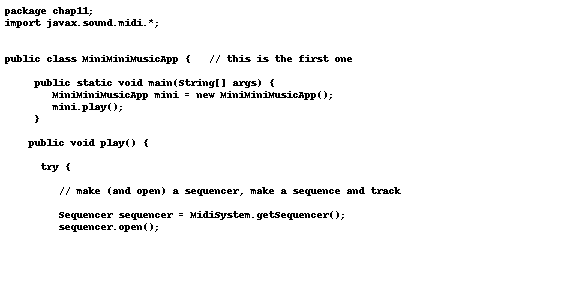 package chap11;
import javax.sound.midi.*;
public class MiniMiniMusicApp {   // this is the first one
public static void main(String[] args) {
MiniMiniMusicApp mini = new MiniMiniMusicApp();
mini.play();
}
public void play() {
try {
// make (and open) a sequencer, make a sequence and track
Sequencer sequencer = MidiSystem.getSequencer();
sequencer.open();